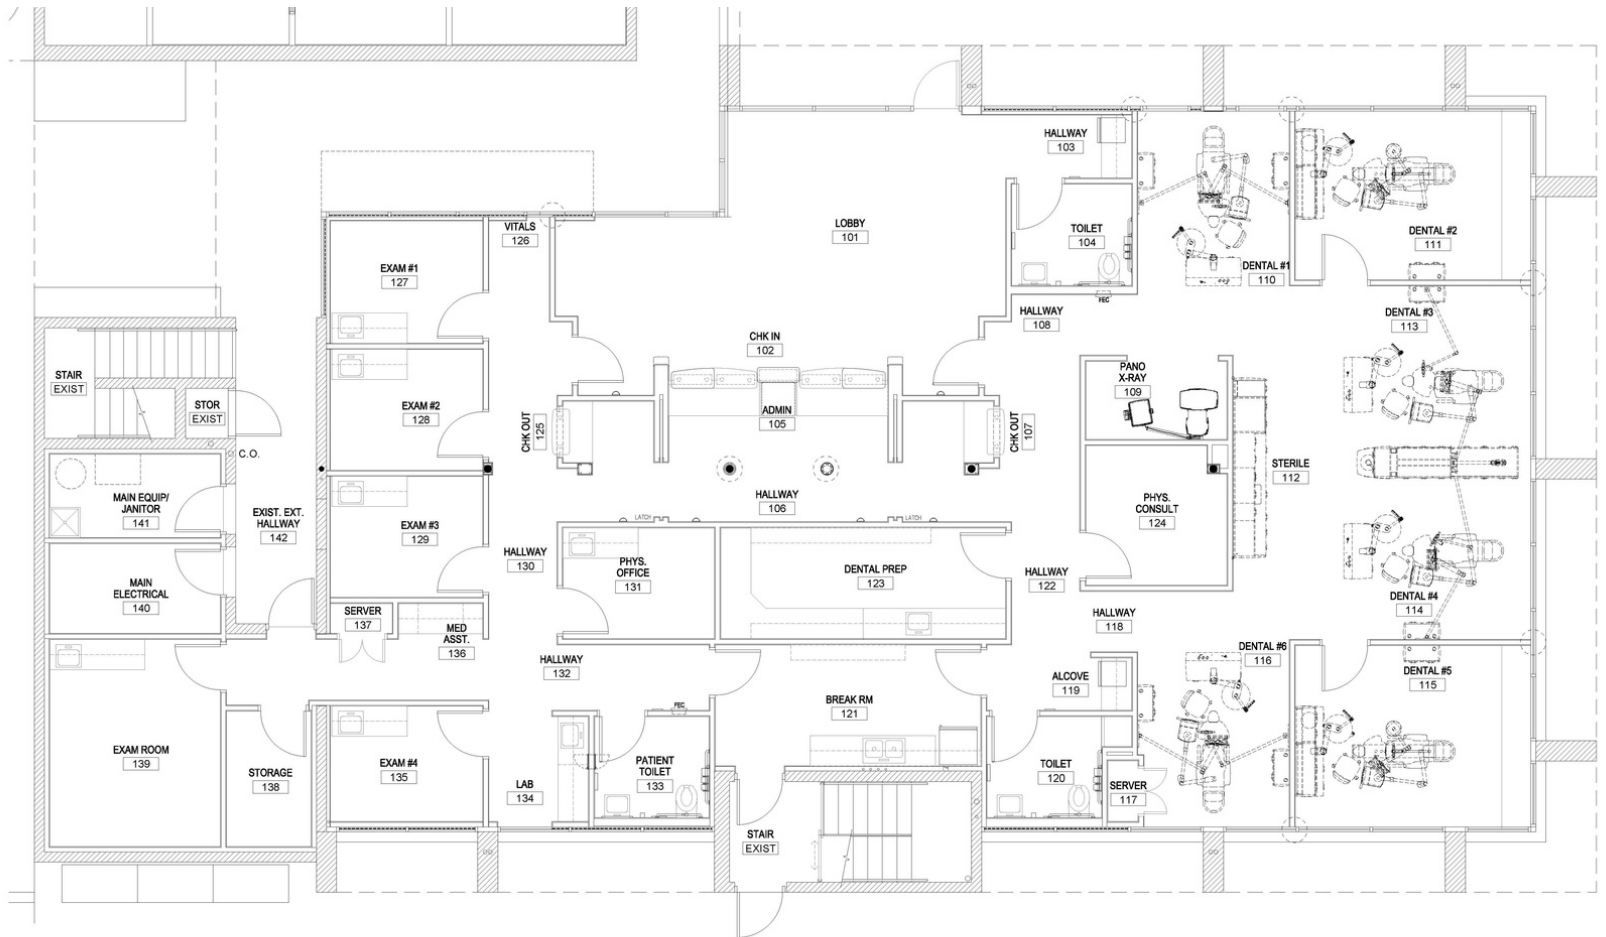 HALLWAY
103
VITALS
126
LOBBY
101
TOILET
104
DENTAL #2
111
EXAM #1
127
DENTAL #1
110
FEC
HALLWAY
108
DENTAL #3
113
CHK IN
102
STAIR
EXIST
STOR
EXIST
PANO
X-RAY
109
EXAM #2
128
ADMIN
105
CHK OUT
125
CHK OUT
107
C.O.
STERILE
112
MAIN EQUIP/
JANITOR
141
EXIST. EXT.
HALLWAY
142
EXAM #3
129
HALLWAY
106
LATCH
LATCH
PHYS.
CONSULT
124
HALLWAY
130
PHYS.
OFFICE
131
DENTAL PREP
123
HALLWAY
122
MAIN
ELECTRICAL
140
SERVER
137
MED
ASST.
136
HALLWAY
118
DENTAL #4
114
DENTAL #6
116
HALLWAY
132
DENTAL #5
115
ALCOVE
119
BREAK RM
121
FEC
EXAM ROOM
139
STORAGE
138
EXAM #4
135
LAB
134
PATIENT
TOILET
133
TOILET
120
SERVER
117
STAIR
EXIST